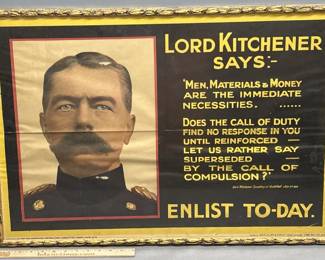 LORD KITCHENER
SAYS:-
"MEN, MATERIALS & MONEY
ARE THE IMMEDIATE
NECESSITIES. ......
DOES THE CALL OF DUTY
FIND NO RESPONSE IN YOU
UNTIL REINFORCED —
LET US RATHER SAY
SUPERSEDED —
BY THE CALL OF
COMPULSION?"
ENLIST TO-DAY.